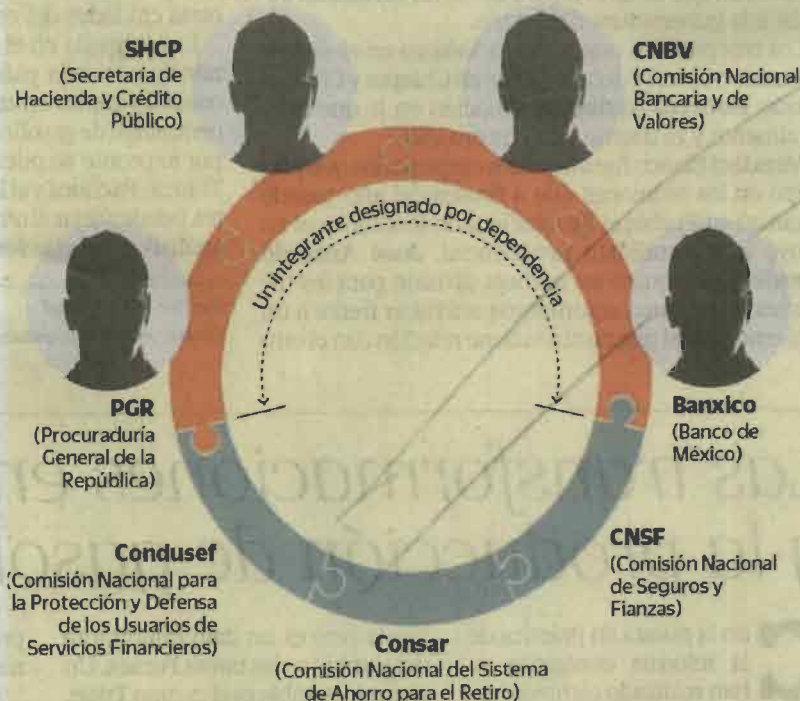 SHCP
(Secretaría de
Hacienda y Crédito
Público)
CNBV
(Comisión Nacional
Bancaria y de
Valores)
Un integrante designado por dependencia
PGR
(Procuraduría
General de la
República)
Banxico
(Banco de
México)
Condusef
(Comisión Nacional para
la Protección y Defensa
de los Usuarios de
Servicios Financieros)
CNSF
(Comisión Nacional
de Seguros y
Fianzas)
Consar
(Comisión Nacional del Sistema
de Ahorro para el Retiro)